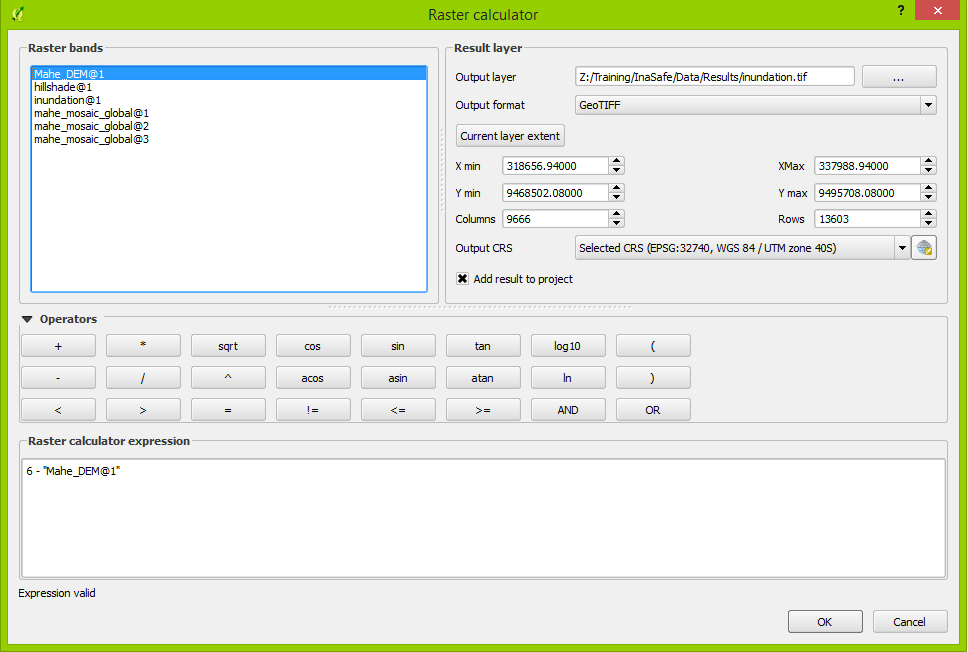 Raster calculator
?
Raster bands
Mahe_DEM@1
hillshade@1
inundation@1
mahe_mosaic_global@1
mahe_mosaic_global@2
mahe_mosaic_global@3
Result layer
Output layer Z:/Training/InaSafe/Data/Results/inundation.tif ...
Output format GeoTIFF
Current layer extent
X min 318656.94000 XMax 337988.94000
Y min 9468502.08000 Y max 9495708.08000
Columns 9666 Rows 13603
Output CRS Selected CRS (EPSG:32740, WGS 84 / UTM zone 40S)
Add result to project
Operators
+ * sqrt cos sin tan log10 (
- / ^ acos asin atan ln )
< > = != <= >= AND OR
Raster calculator expression
6 - "Mahe_DEM@1"
Expression valid
OK Cancel